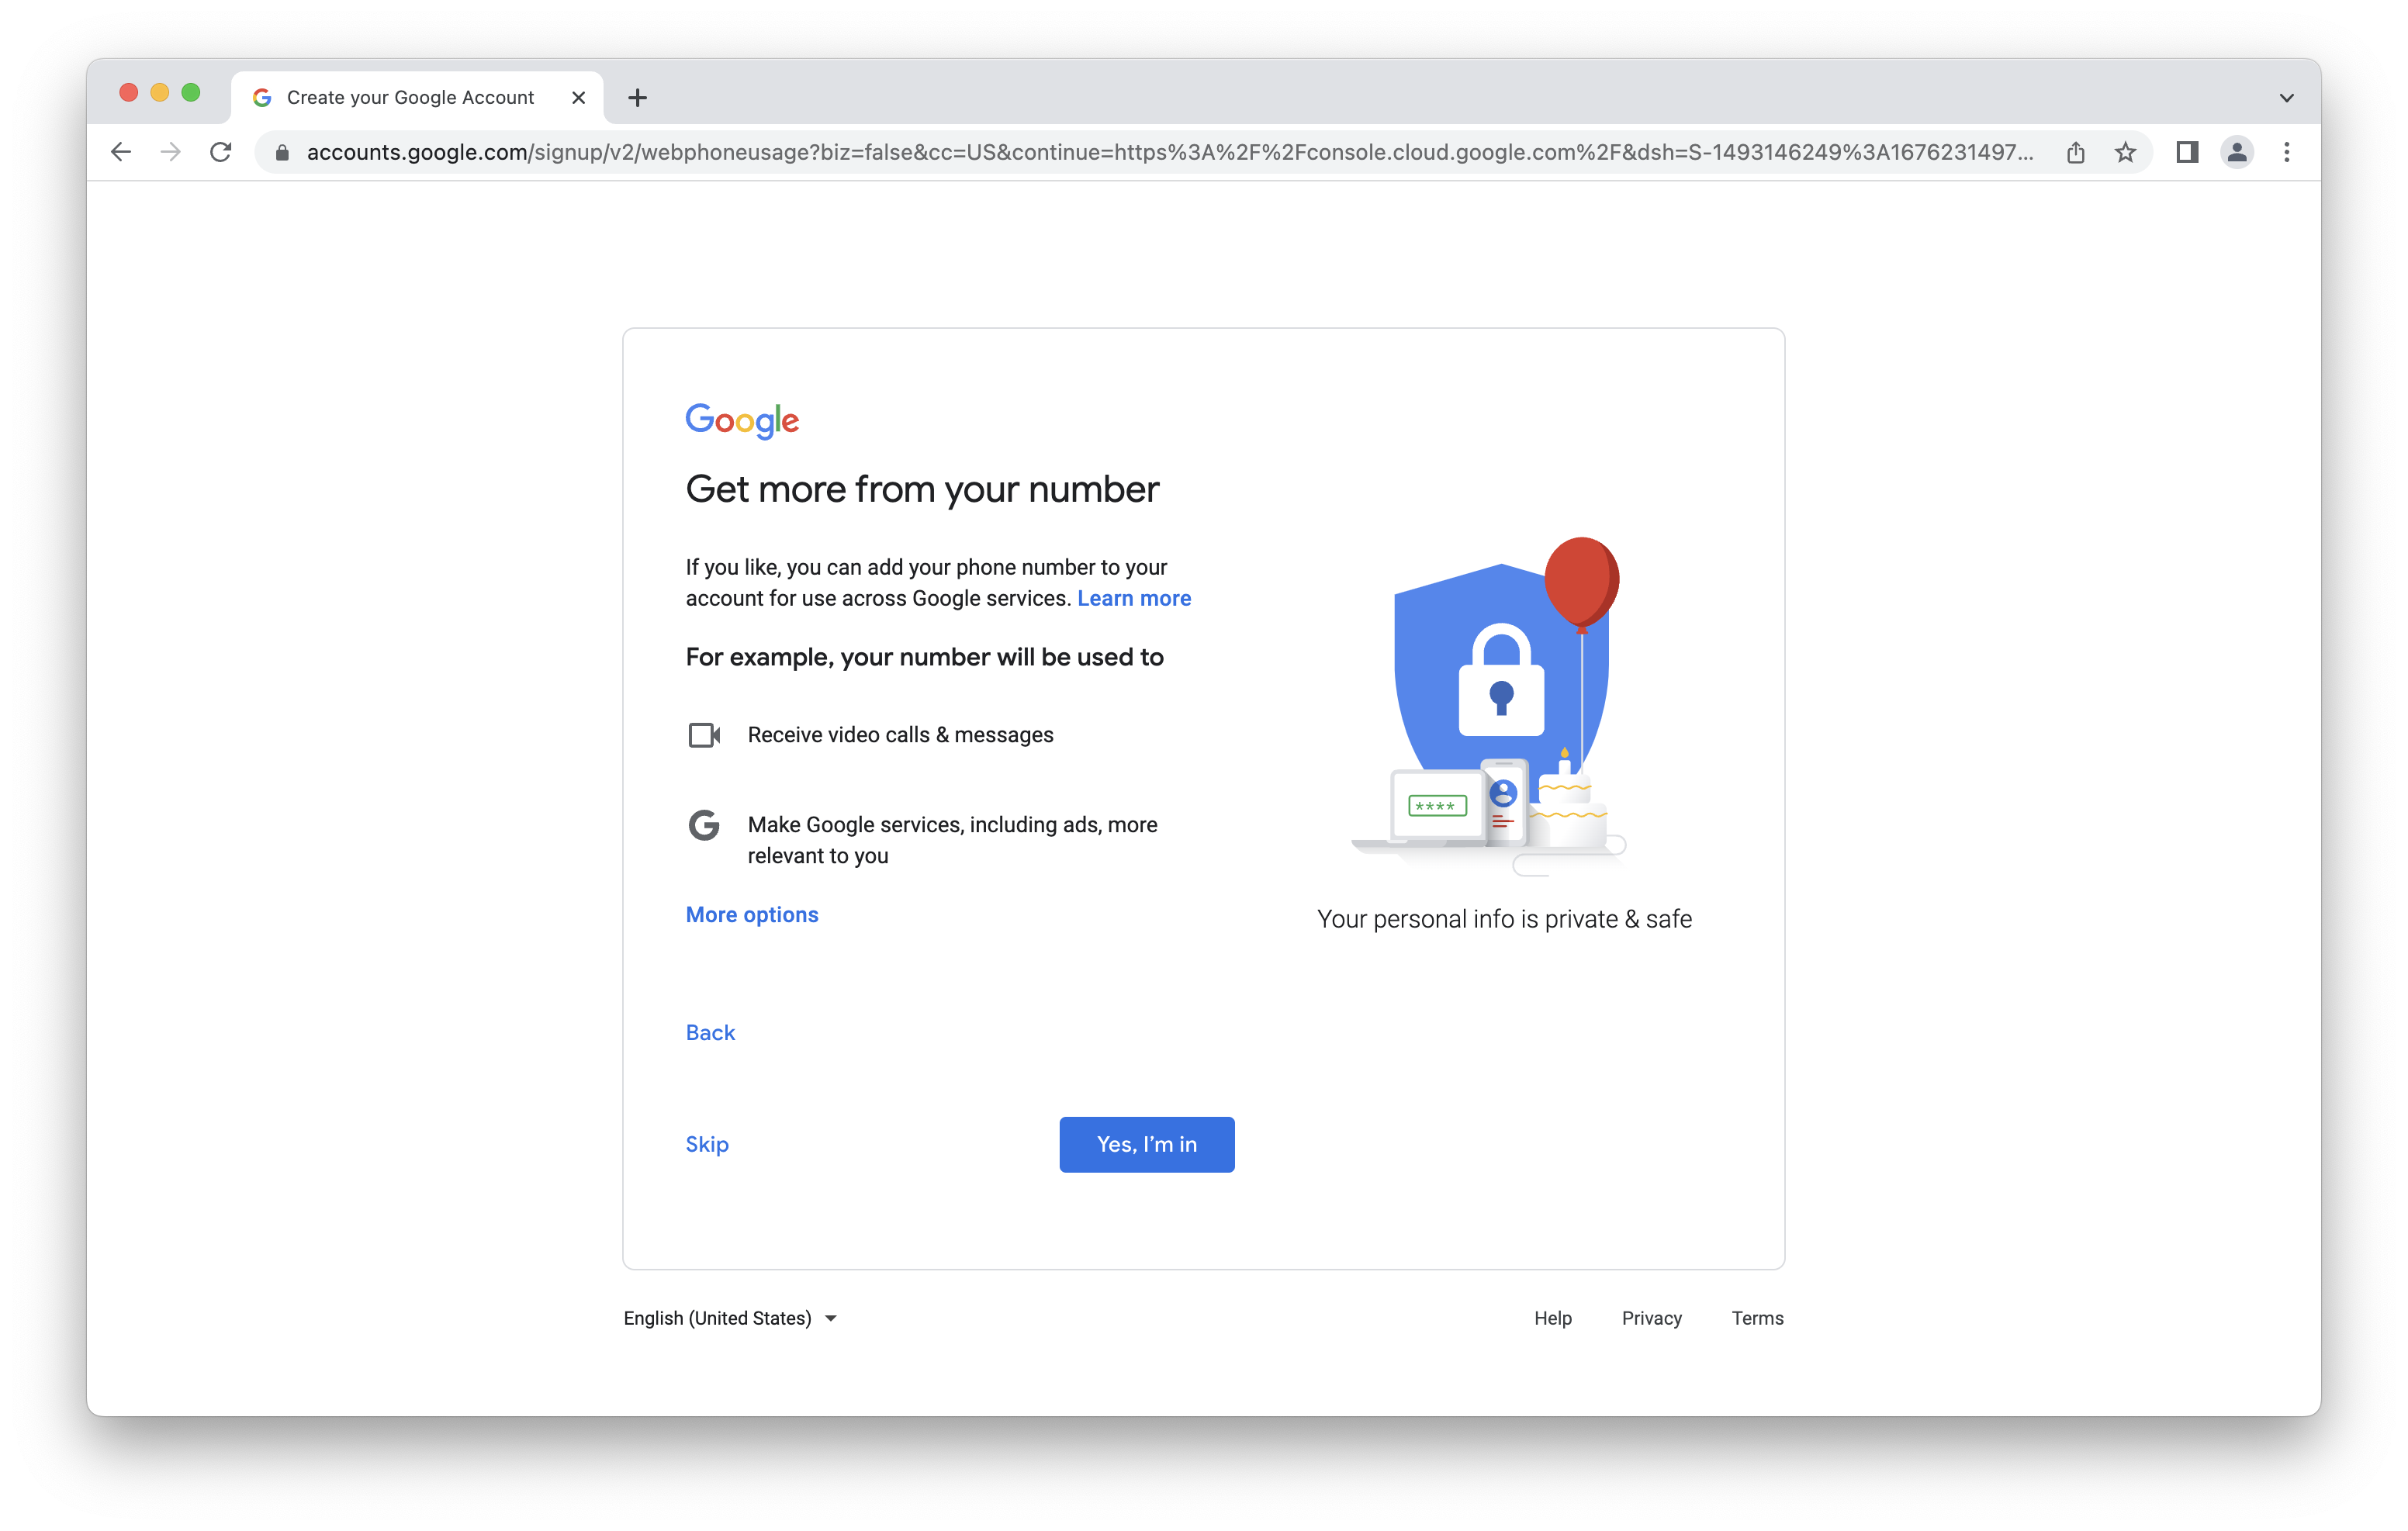 Create your Google Account
accounts.google.com/signup/v2/webphoneusage?biz=false&cc=US&continue=https%3A%2F%2Fconsole.cloud.google.com%2F&dsh=S-1493146249%3A1676231497...
Google
Get more from your number
If you like, you can add your phone number to your
account for use across Google services. Learn more
For example, your number will be used to
Receive video calls & messages
Make Google services, including ads, more
relevant to you
More options
Back
Skip
Yes, I'm in
****
Your personal info is private & safe
English (United States)
Help
Privacy
Terms